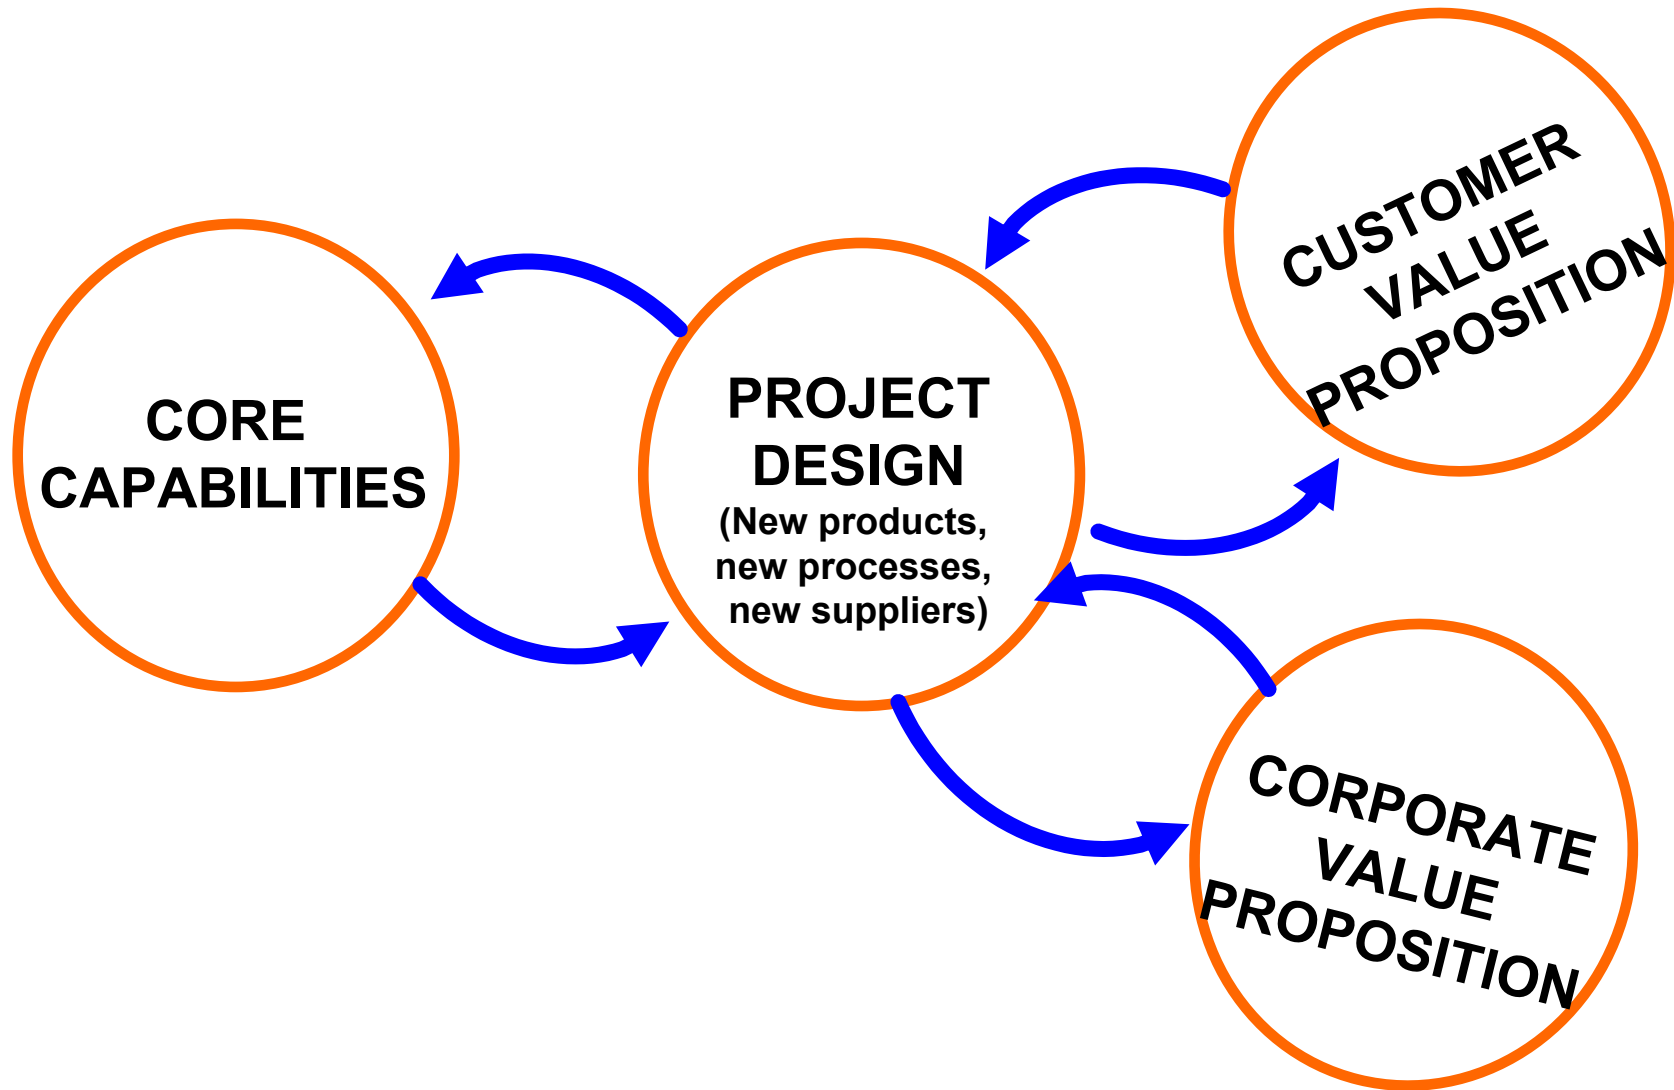 CORE
CAPABILITIES
PROJECT
DESIGN
(New products,
new processes,
new suppliers)
CUSTOMER
VALUE
PROPOSITION
CORPORATE
VALUE
PROPOSITION